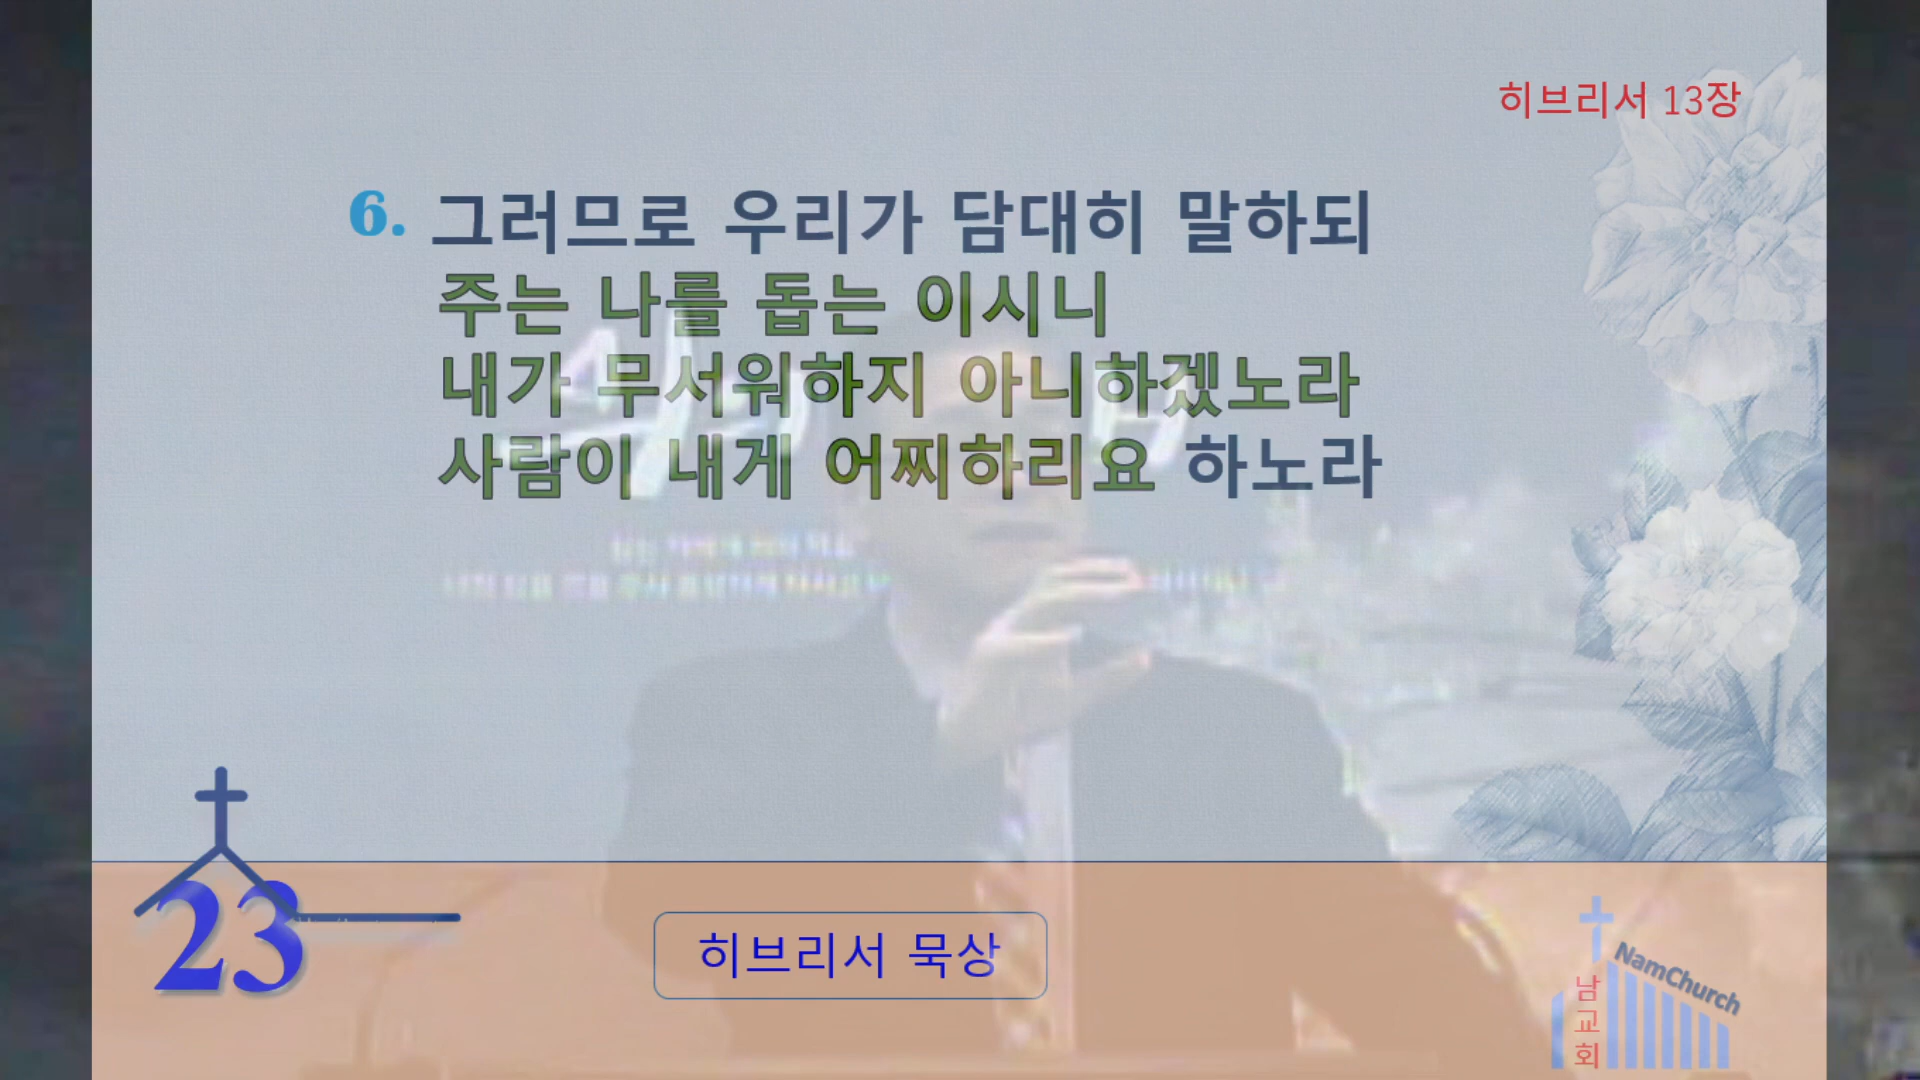 히브리서 13장
6. 그러므로 우리가 담대히 말하되
주는 나를 돕는 이시니
내가 무서워하지 아니하겠노라
사람이 내게 어찌하리요 하노라
23
히브리서 묵상
NamChurch
남교회